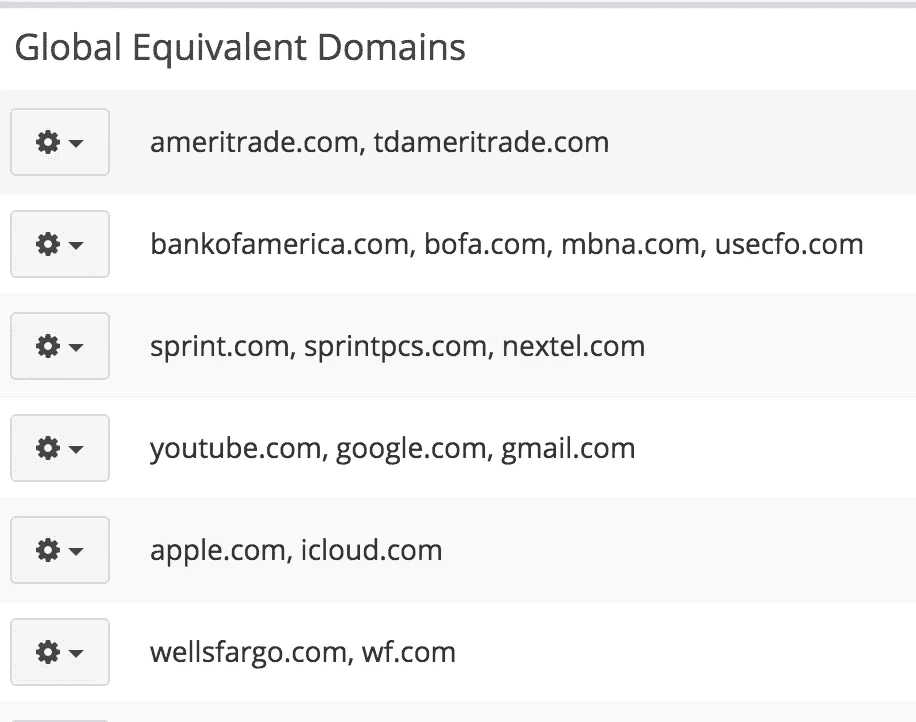 Global Equivalent Domains
ameritrade.com, tdameritrade.com
bankofamerica.com, bofa.com, mbna.com, usecfo.com
sprint.com, sprintpcs.com, nextel.com
youtube.com, google.com, gmail.com
apple.com, icloud.com
wellsfargo.com, wf.com